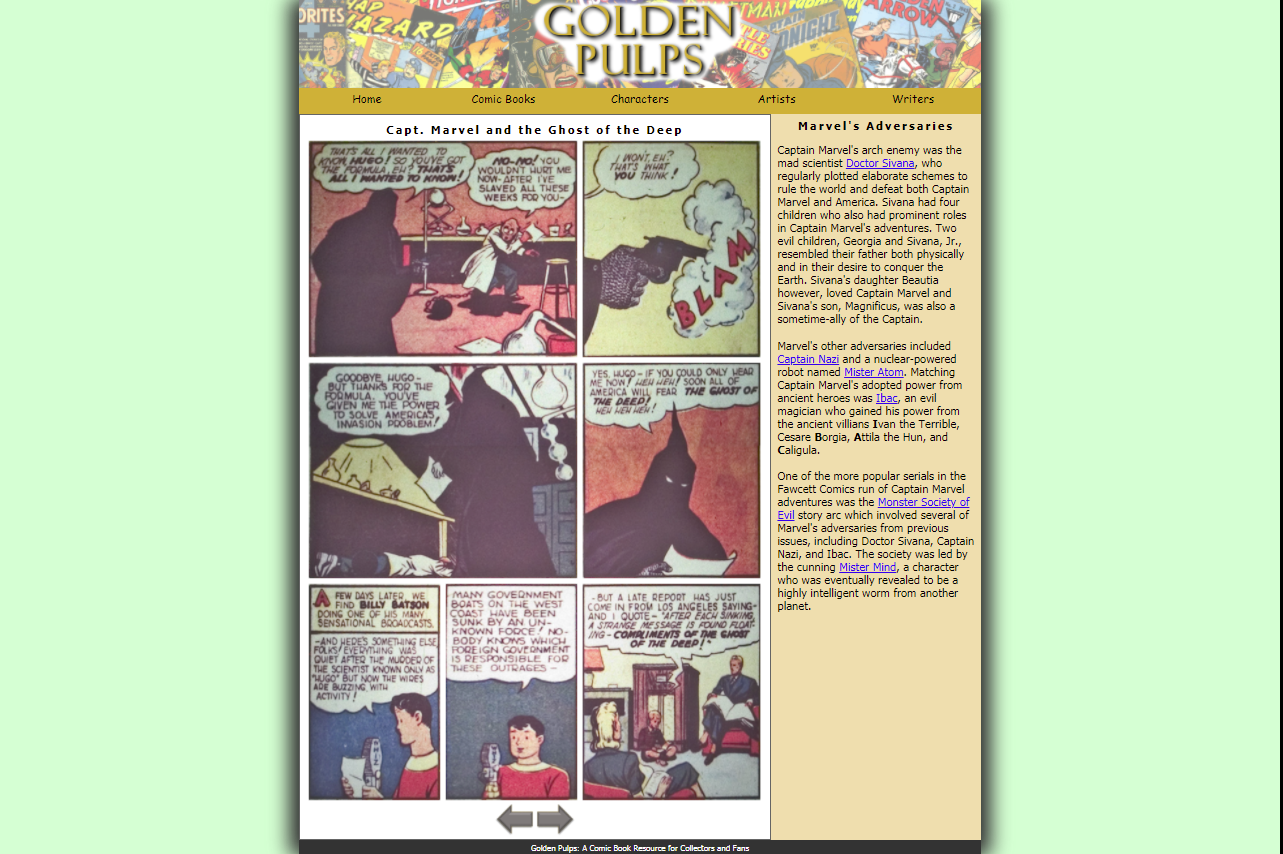 GOLDEN
PULPS
Home Comic Books Characters Artists Writers
Capt. Marvel and the Ghost of the Deep
THAT'S ALL I WANTED TO
KNOW, HUGO! SO YOU'VE GOT
THE FORMULA, EH? THAT'S
ALL I WANTED TO KNOW!
NO-NO! YOU
WOULDN'T HURT ME
NOW- AFTER I'VE
SLAVED ALL THESE
WEEKS FOR YOU-
I WON'T, EH?
THAT'S WHAT
YOU THINK!
BLAM
GOODBYE, HUGO-
BUT THANKS FOR THE
FORMULA. YOU'VE
GIVEN ME THE POWER
TO SOLVE AMERICA'S
INVASION PROBLEM!
YES, HUGO- IF YOU COULD ONLY HEAR
ME NOW! HEH HEH! SOON ALL OF
AMERICA WILL FEAR THE GHOST OF
THE DEEP!
HEH HEH HEH!
A FEW DAYS LATER WE
FIND BILLY BATSON
DOING ONE OF HIS MANY
SENSATIONAL BROADCASTS.
-AND HERE'S SOMETHING ELSE
FOLKS! EVERYTHING WAS
QUIET AFTER THE MURDER OF
THE SCIENTIST KNOWN ONLY AS
"HUGO" BUT NOW THE WIRES
ARE BUZZING WITH
ACTIVITY!
MANY GOVERNMENT
BOATS ON THE WEST
COAST HAVE BEEN
SUNK BY AN UN-
KNOWN FORCE! NO-
BODY KNOWS WHICH
FOREIGN GOVERNMENT
IS RESPONSIBLE FOR
THESE OUTRAGES-
-BUT A LATE REPORT HAS JUST
COME IN FROM LOS ANGELES SAYING-
AND I QUOTE- "AFTER EACH SINKING,
A STRANGE MESSAGE IS FOUND FLOAT-
ING- COMPLIMENTS OF THE GHOST
OF THE DEEP!"
Marvel's Adversaries
Captain Marvel's arch enemy was the
mad scientist Doctor Sivana, who
regularly plotted elaborate schemes to
rule the world and defeat both Captain
Marvel and America. Sivana had four
children who also had prominent roles
in Captain Marvel's adventures. Two
evil children, Georgia and Sivana, Jr.,
resembled their father both physically
and in their desire to conquer the
Earth. Sivana's daughter Beautia
however, loved Captain Marvel and
Sivana's son, Magnificus, was also a
sometime-ally of the Captain.
Marvel's other adversaries included
Captain Nazi and a nuclear-powered
robot named Mister Atom. Matching
Captain Marvel's adopted power from
ancient heroes was Ibac, an evil
magician who gained his power from
the ancient villians Ivan the Terrible,
Cesare Borgia, Attila the Hun, and
Caligula.
One of the more popular serials in the
Fawcett Comics run of Captain Marvel
adventures was the Monster Society of
Evil story arc which involved several of
Marvel's adversaries from previous
issues, including Doctor Sivana, Captain
Nazi, and Ibac. The society was led by
the cunning Mister Mind, a character
who was eventually revealed to be a
highly intelligent worm from another
planet.
Golden Pulps: A Comic Book Resource for Collectors and Fans